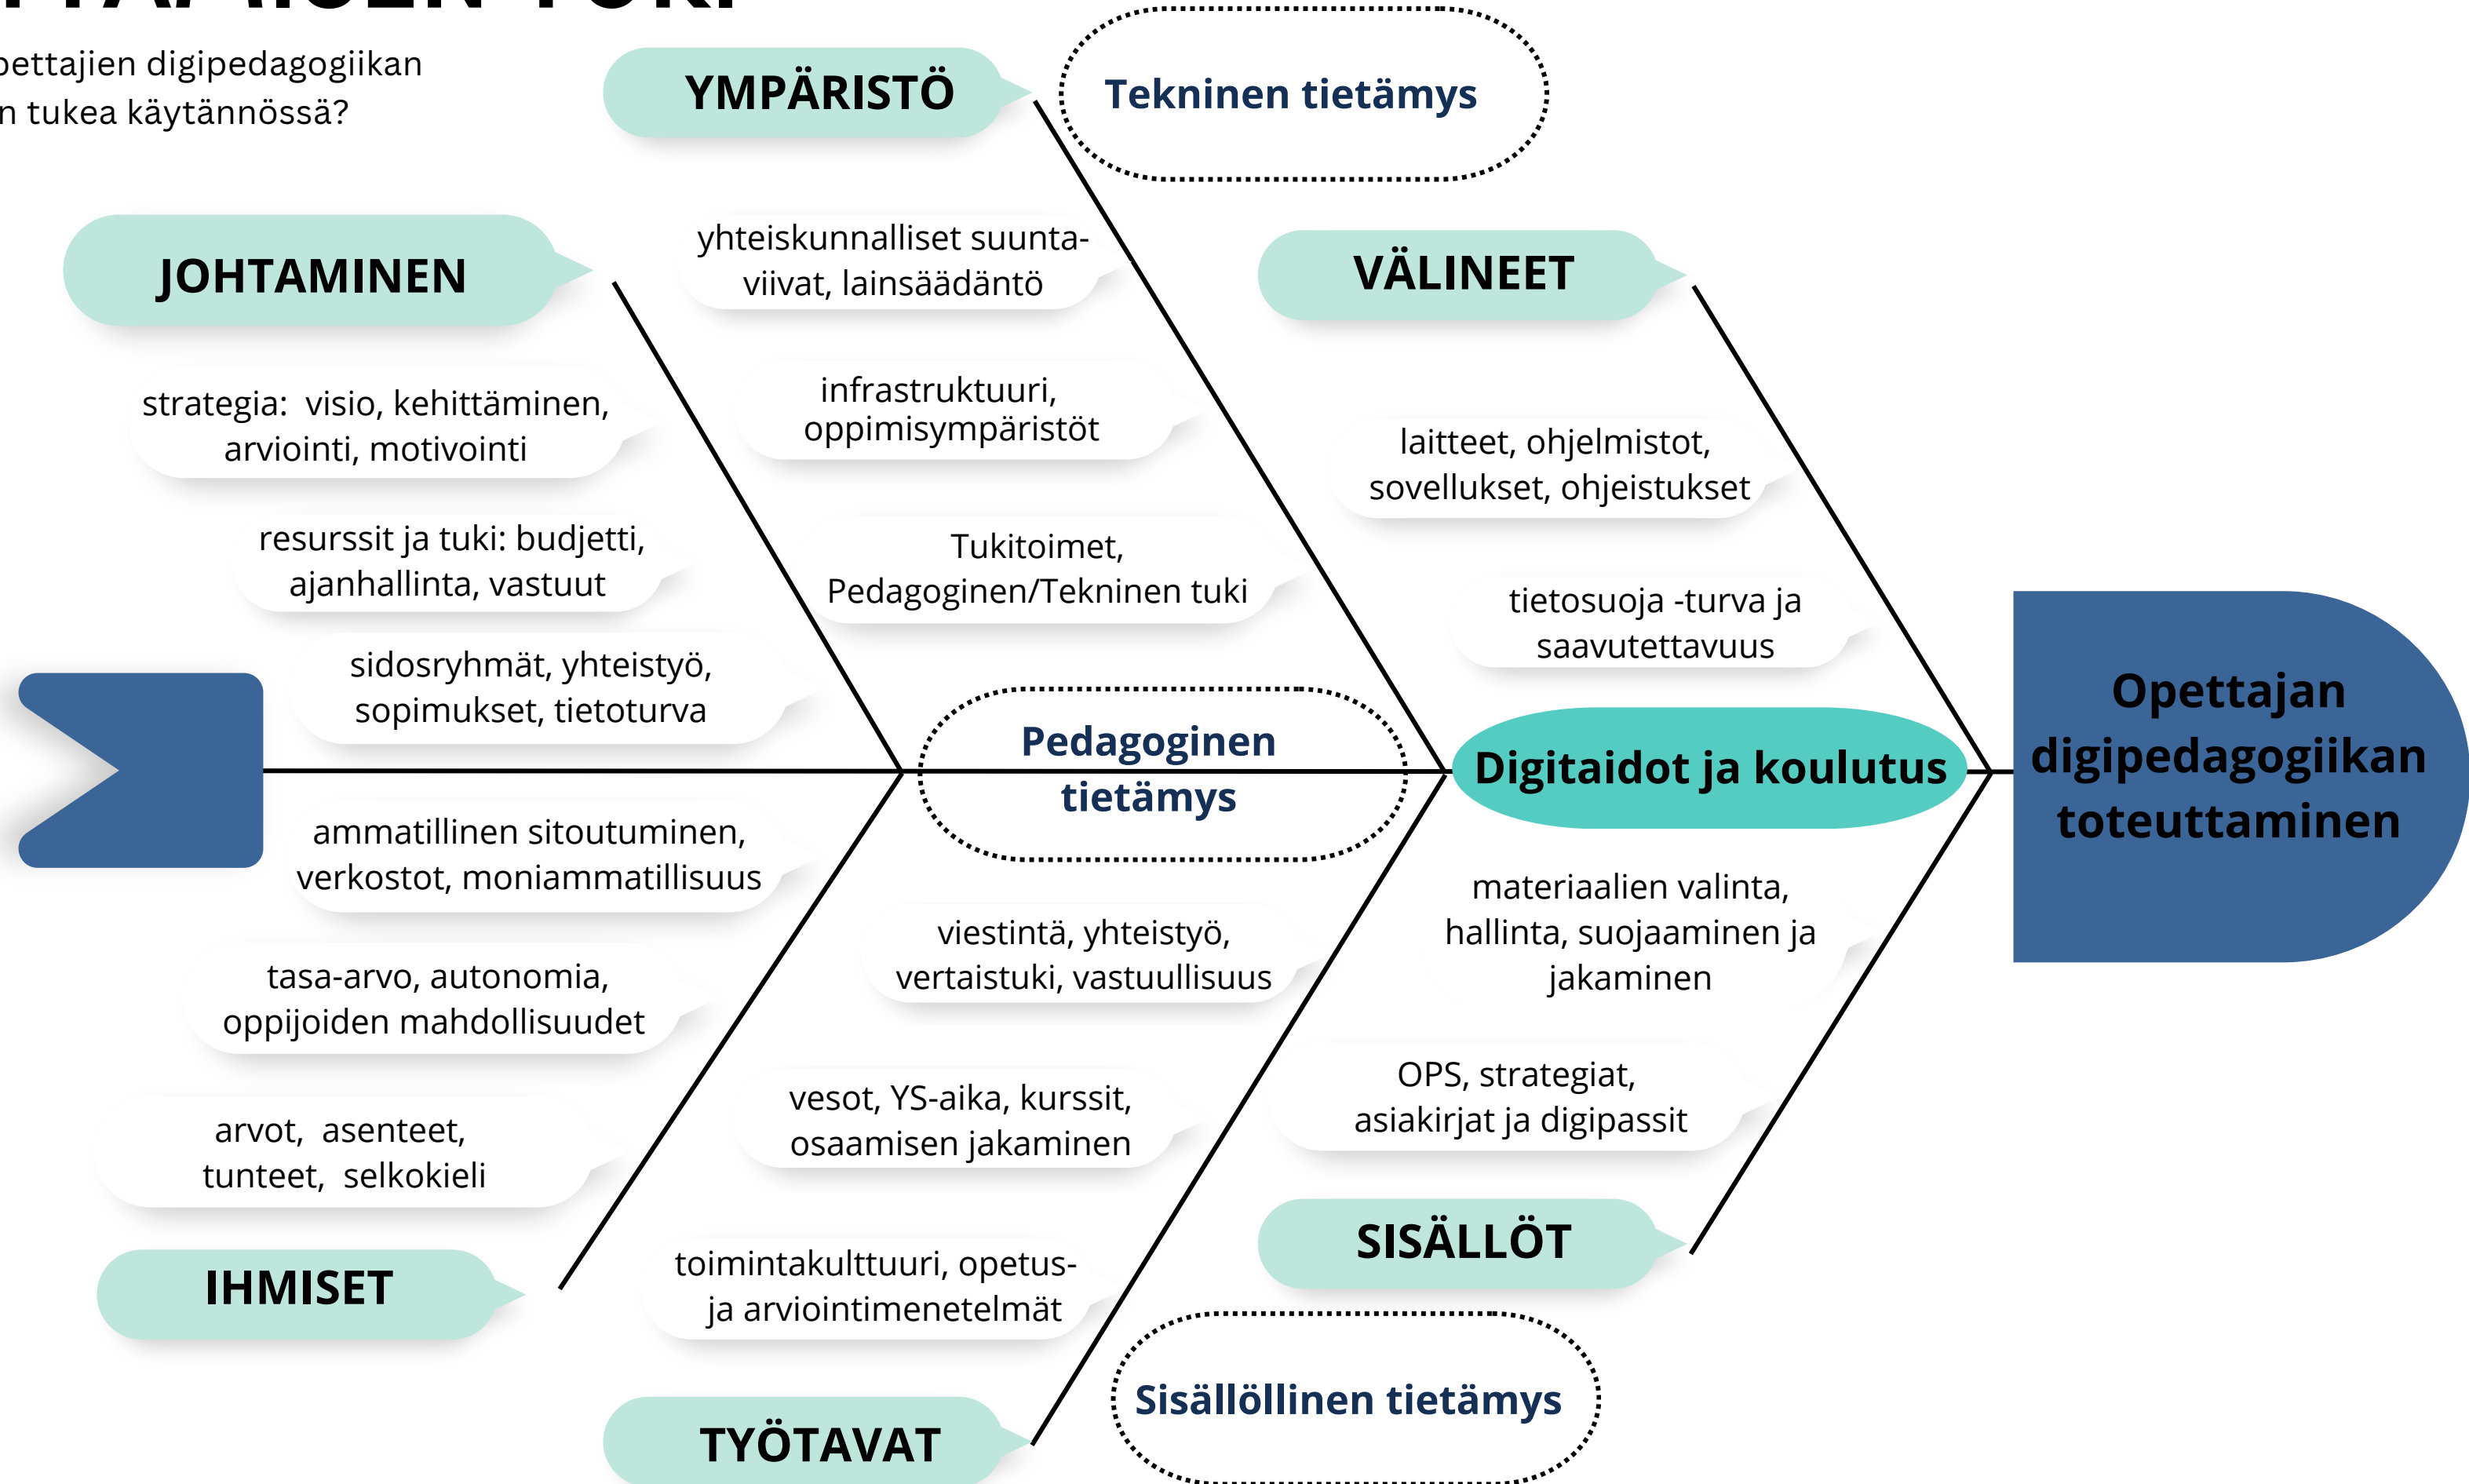 pettajien digipedagogiikan
n tukea käytännössä?
YMPÄRISTÖ
Tekninen tietämys
JOHTAMINEN
yhteiskunnalliset suunta-
viivat, lainsäädäntö
VÄLINEET
strategia:  visio, kehittäminen,
arviointi, motivointi
infrastruktuuri,
oppimisympäristöt
laitteet, ohjelmistot,
sovellukset, ohjeistukset
resurssit ja tuki: budjetti,
ajanhallinta, vastuut
Tukitoimet,
Pedagoginen/Tekninen tuki
tietosuoja -turva ja
saavutettavuus
sidosryhmät, yhteistyö,
sopimukset, tietoturva
Pedagoginen
tietämys
Digitaidot ja koulutus
Opettajan
digipedagogiikan
toteuttaminen
ammatillinen sitoutuminen,
verkostot, moniammatillisuus
viestintä, yhteistyö,
vertaistuki, vastuullisuus
materiaalien valinta,
hallinta, suojaaminen ja
jakaminen
tasa-arvo, autonomia,
oppijoiden mahdollisuudet
vesot, YS-aika, kurssit,
osaamisen jakaminen
OPS, strategiat,
asiakirjat ja digipassit
arvot,  asenteet,
tunteet,  selkokieli
SISÄLLÖT
IHMISET
toimintakulttuuri, opetus-
ja arviointimenetelmät
Sisällöllinen tietämys
TYÖTAVAT